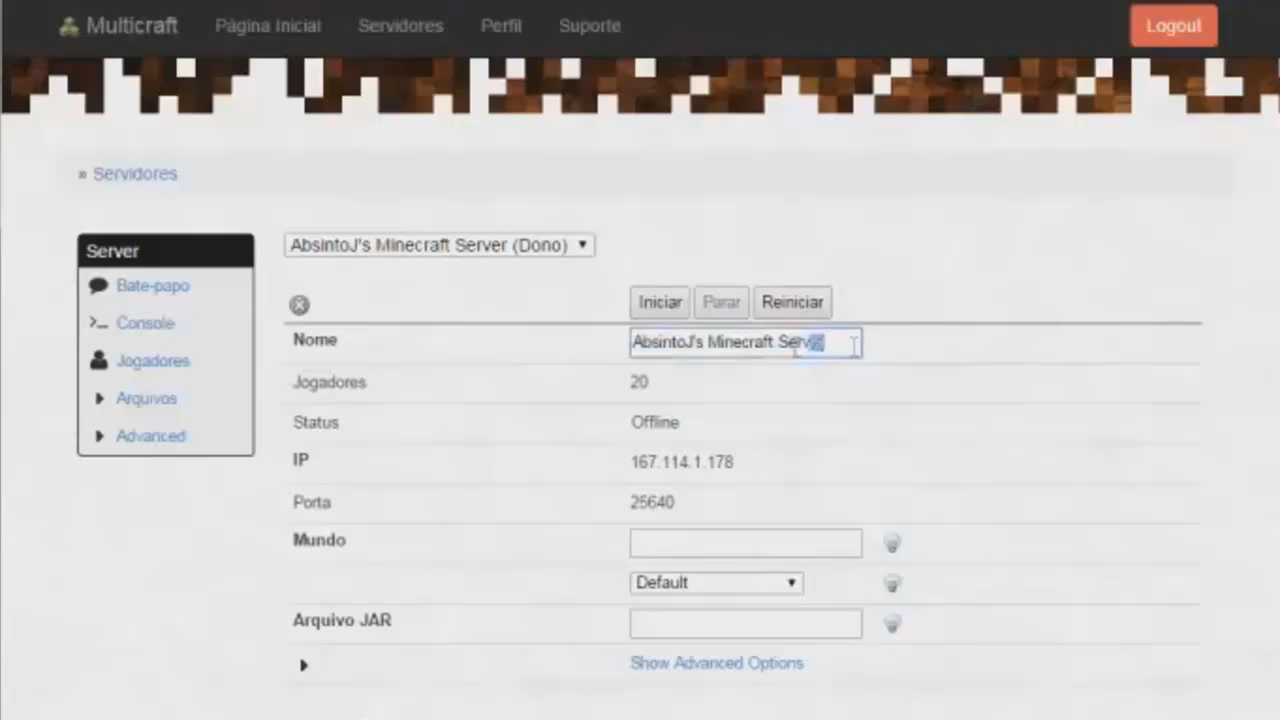 Multicraft Página Inicial Servidores Perfil Suporte Logout
» Servidores
Server
Bate-papo
Console
Jogadores
Arquivos
Advanced
AbsintoJ's Minecraft Server (Dono)
Iniciar Parar Reiniciar
Nome AbsintoJ's Minecraft Server
Jogadores 20
Status Offline
IP 167.114.1.178
Porta 25640
Mundo
Default
Arquivo JAR
Show Advanced Options